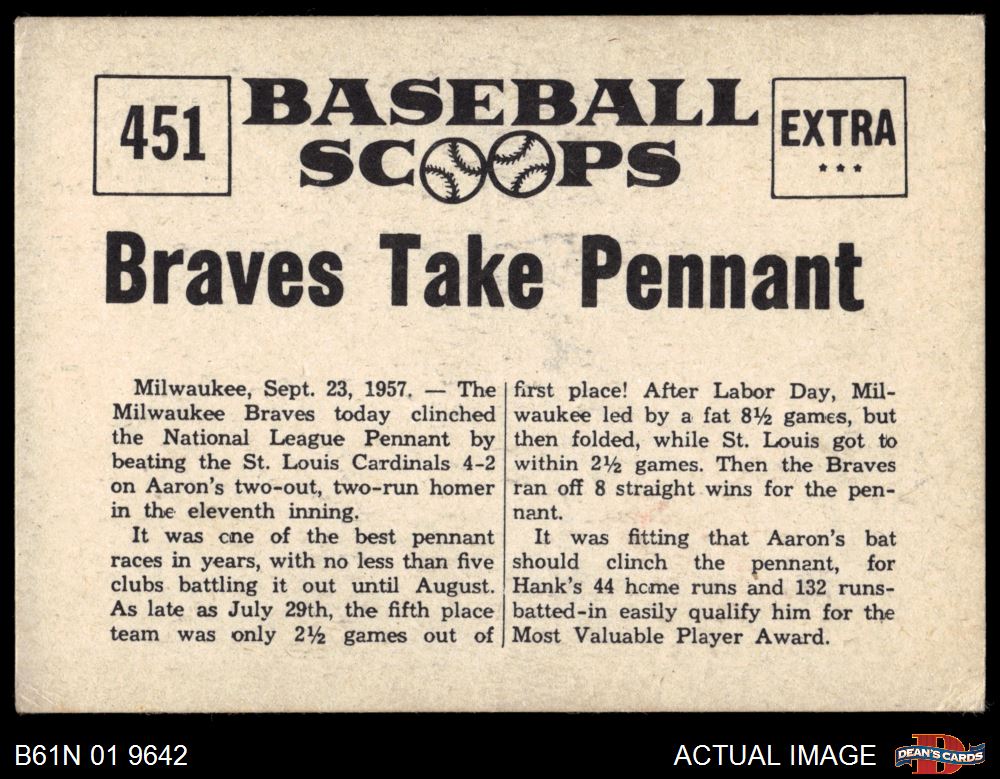 451
BASEBALL
SCOOPS
EXTRA
***
Braves Take Pennant
Milwaukee, Sept. 23, 1957. — The
Milwaukee Braves today clinched
the National League Pennant by
beating the St. Louis Cardinals 4-2
on Aaron's two-out, two-run homer
in the eleventh inning.
It was one of the best pennant
races in years, with no less than five
clubs battling it out until August.
As late as July 29th, the fifth place
team was only 2½ games out of
first place! After Labor Day, Mil-
waukee led by a fat 8½ games, but
then folded, while St. Louis got to
within 2½ games. Then the Braves
ran off 8 straight wins for the pen-
nant.
It was fitting that Aaron's bat
should clinch the pennant, for
Hank's 44 home runs and 132 runs-
batted-in easily qualify him for the
Most Valuable Player Award.
B61N 01 9642
ACTUAL IMAGE
D
DEAN'S CARDS